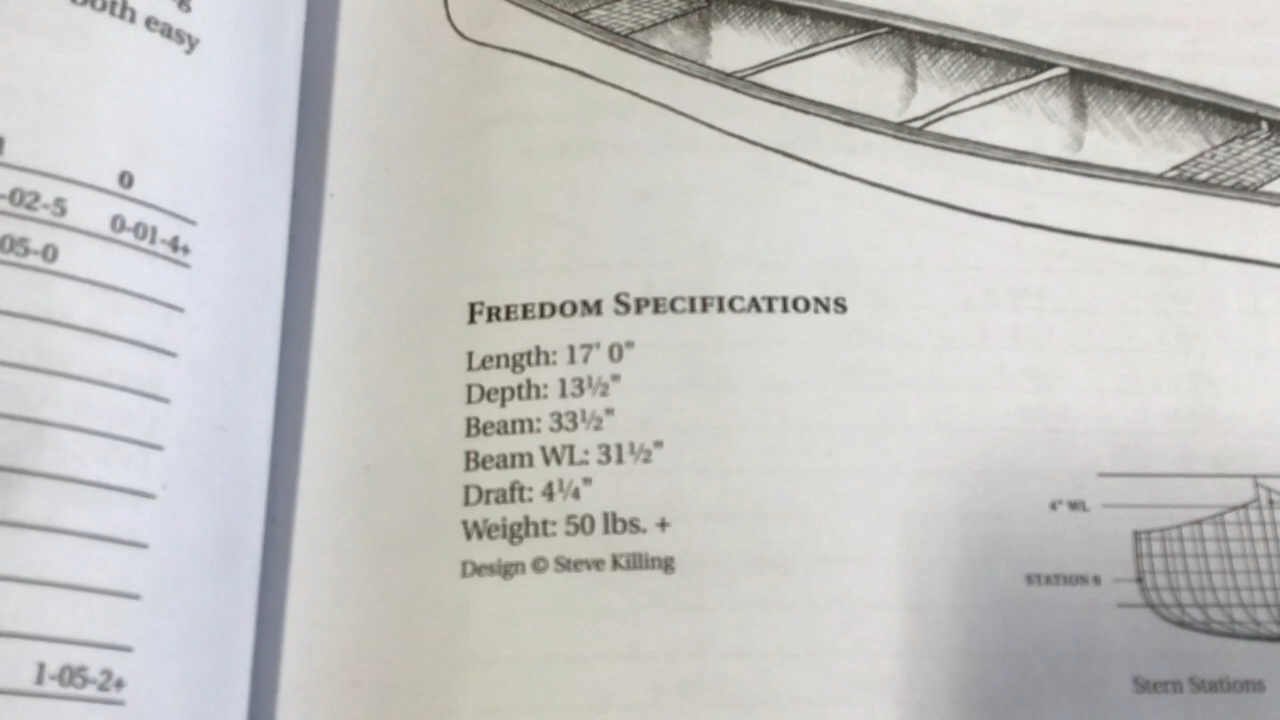 both easy
0
-02-5 0-01-4+
05-0
1-05-2+
FREEDOM SPECIFICATIONS
Length: 17' 0"
Depth: 13½"
Beam: 33½"
Beam WL: 31½"
Draft: 4¼"
Weight: 50 lbs. +
Design © Steve Killing
4" WL
STATION 9
Stern Stations